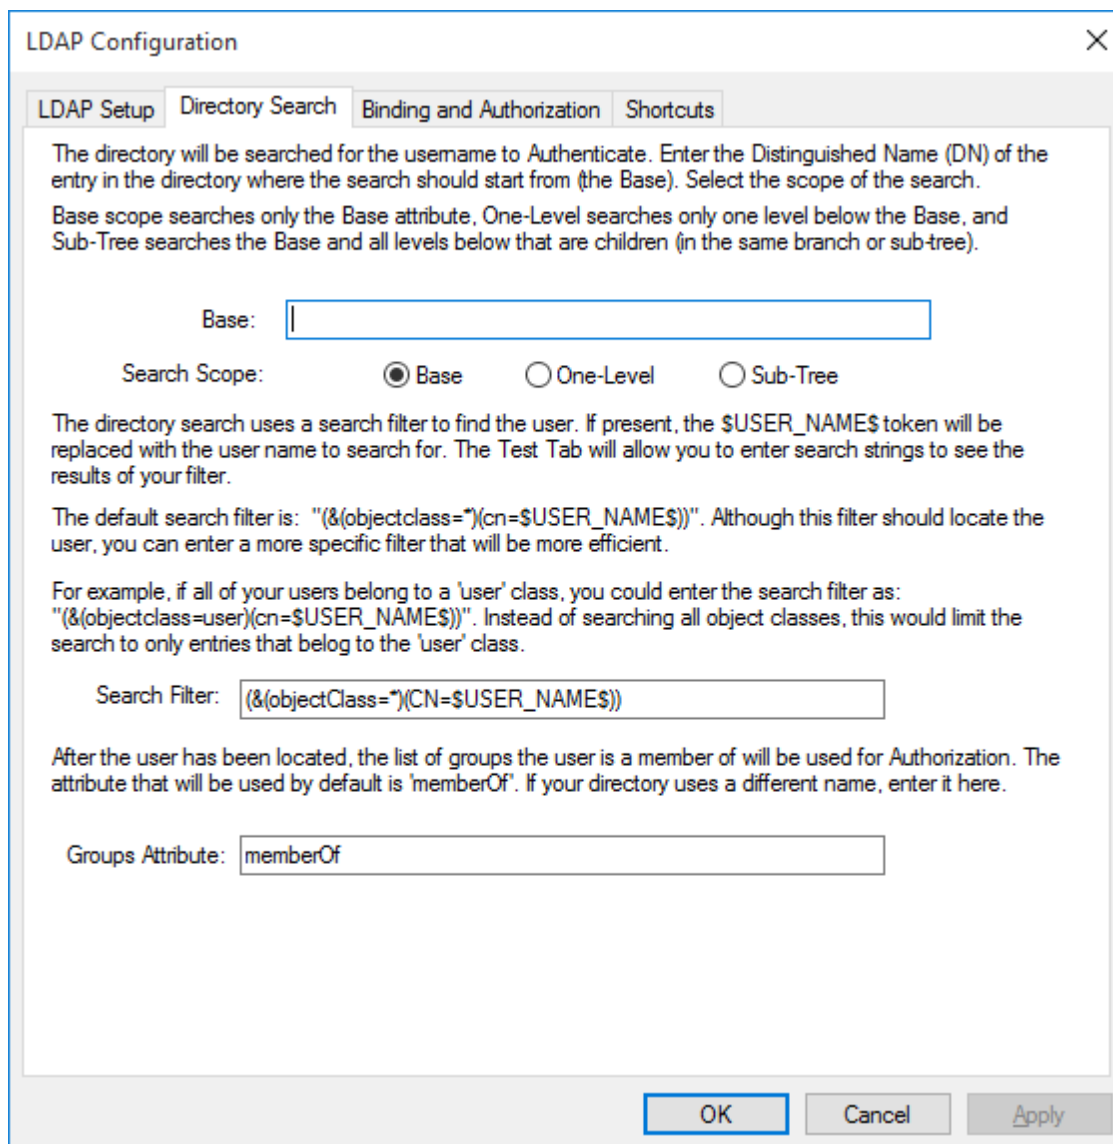 LDAP Configuration
LDAP Setup Directory Search Binding and Authorization Shortcuts
The directory will be searched for the username to Authenticate. Enter the Distinguished Name (DN) of the
entry in the directory where the search should start from (the Base). Select the scope of the search.
Base scope searches only the Base attribute, One-Level searches only one level below the Base, and
Sub-Tree searches the Base and all levels below that are children (in the same branch or sub-tree).
Base:
Search Scope: Base One-Level Sub-Tree
The directory search uses a search filter to find the user. If present, the $USER_NAME$ token will be
replaced with the user name to search for. The Test Tab will allow you to enter search strings to see the
results of your filter.
The default search filter is: "(&(objectclass=*)(cn=$USER_NAME$))". Although this filter should locate the
user, you can enter a more specific filter that will be more efficient.
For example, if all of your users belong to a 'user' class, you could enter the search filter as:
"(&(objectclass=user)(cn=$USER_NAME$))". Instead of searching all object classes, this would limit the
search to only entries that belog to the 'user' class.
Search Filter: (&(objectClass=*)(CN=$USER_NAME$))
After the user has been located, the list of groups the user is a member of will be used for Authorization. The
attribute that will be used by default is 'memberOf'. If your directory uses a different name, enter it here.
Groups Attribute: memberOf
OK Cancel Apply